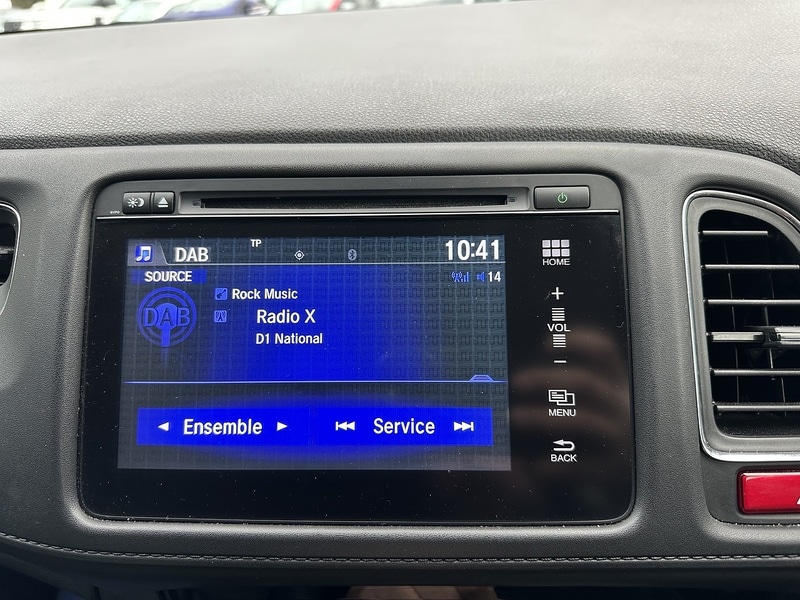 DAB
TP
10:41
SOURCE
14
DAB
Rock Music
Radio X
D1 National
Ensemble
Service
HOME
+
VOL
−
MENU
BACK